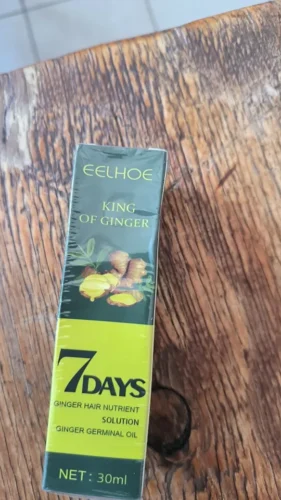 EELHOE
KING
OF GINGER
7DAYS
GINGER HAIR NUTRIENT
SOLUTION
GINGER GERMINAL OIL
NET: 30ml